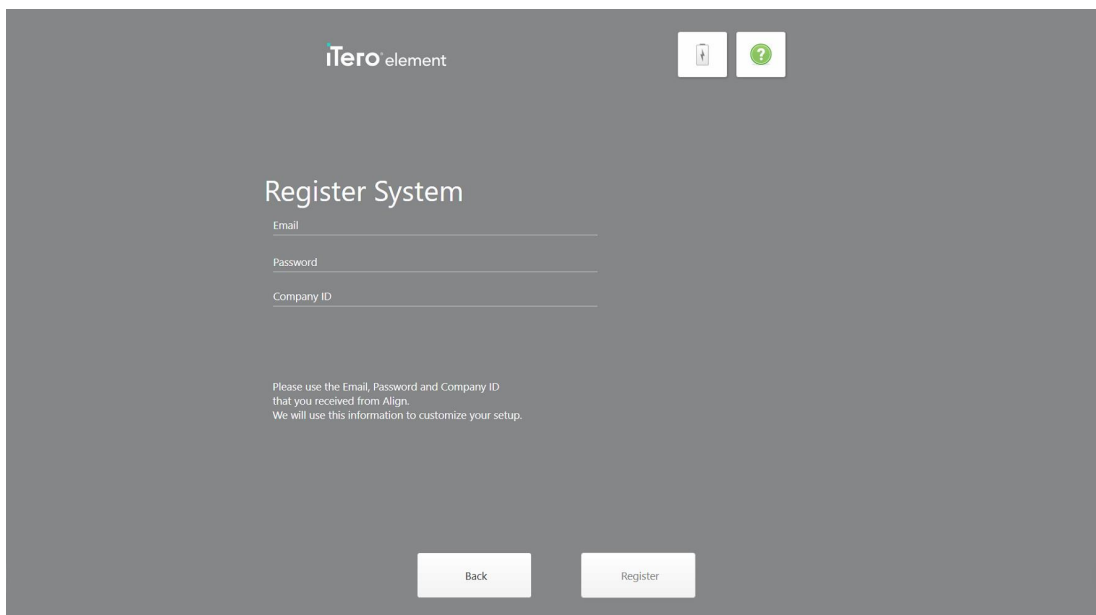 iTero element
?
Register System
Email
Password
Company ID
Please use the Email, Password and Company ID
that you received from Align.
We will use this information to customize your setup.
Back
Register